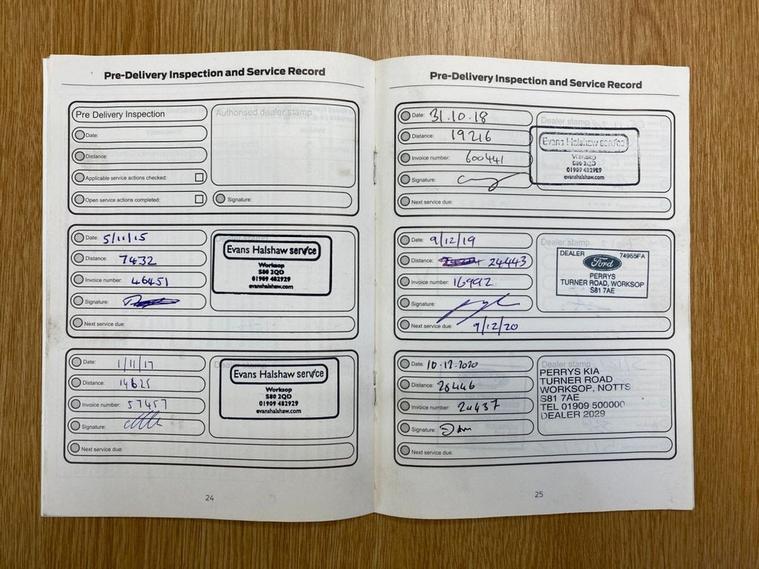 Pre-Delivery Inspection and Service Record
Pre Delivery Inspection
Authorised dealer stamp
Date:
Distance:
Applicable service actions checked:
Open service actions completed:
Signature:
Date: 5/11/15
Distance: 7432
Invoice number: 46451
Signature:
Next service due:
Evans Halshaw service
Worksop
S80 2QD
01909 482929
evanshalshaw.com
Date: 1/11/17
Distance: 14625
Invoice number: 57457
Signature:
Next service due:
Evans Halshaw service
Worksop
S80 2QD
01909 482929
evanshalshaw.com
24
Pre-Delivery Inspection and Service Record
Date: 31.10.18
Distance: 19216
Invoice number: 600441
Signature:
Next service due:
Dealer stamp
Evans Halshaw service
Worksop
S80 2QD
01909 482929
evanshalshaw.com
Date: 9/12/19
Distance: 24443
Invoice number: 16992
Signature:
Next service due: 9/12/20
Dealer stamp
DEALER 74955FA
Ford
PERRYS
TURNER ROAD, WORKSOP
S81 7AE
Date: 10.12.2020
Distance: 28446
Invoice number: 20437
Signature:
Next service due:
Dealer stamp
PERRYS KIA
TURNER ROAD
WORKSOP, NOTTS
S81 7AE
TEL 01909 500000
DEALER 2029
25